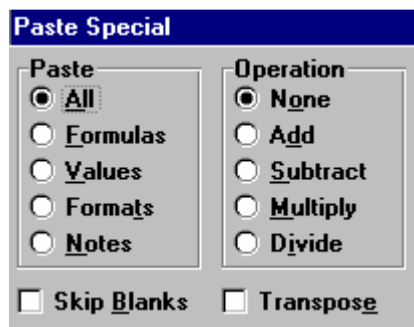 Paste Special
Paste
All
Formulas
Values
Formats
Notes
Operation
None
Add
Subtract
Multiply
Divide
Skip Blanks
Transpose